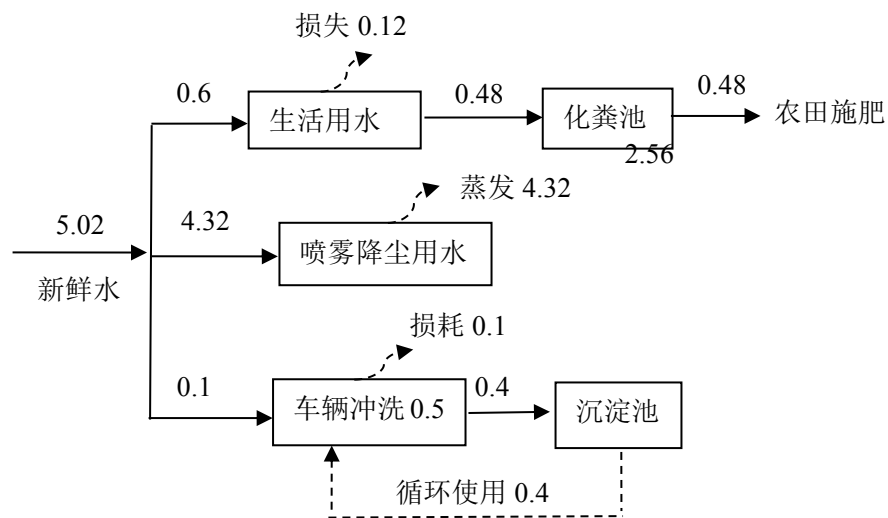 损失 0.12
0.6
生活用水
0.48
化粪池
0.48
农田施肥
2.56
蒸发 4.32
5.02
4.32
喷雾降尘用水
新鲜水
损耗 0.1
0.1
车辆冲洗 0.5
0.4
沉淀池
循环使用 0.4